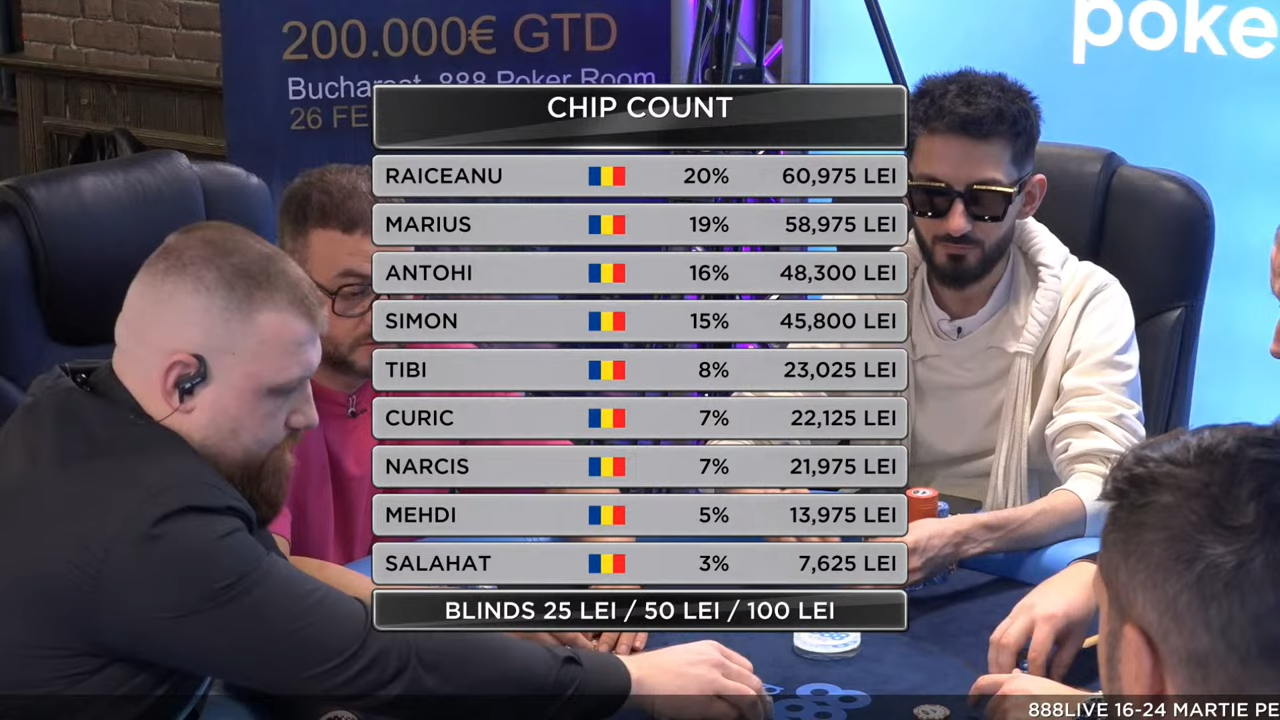 200.000€ GTD
Bucharest, 888 Poker Room
26 FE
poke
CHIP COUNT
RAICEANU 20% 60,975 LEI
MARIUS 19% 58,975 LEI
ANTOHI 16% 48,300 LEI
SIMON 15% 45,800 LEI
TIBI 8% 23,025 LEI
CURIC 7% 22,125 LEI
NARCIS 7% 21,975 LEI
MEHDI 5% 13,975 LEI
SALAHAT 3% 7,625 LEI
BLINDS 25 LEI / 50 LEI / 100 LEI
888LIVE 16-24 MARTIE PE